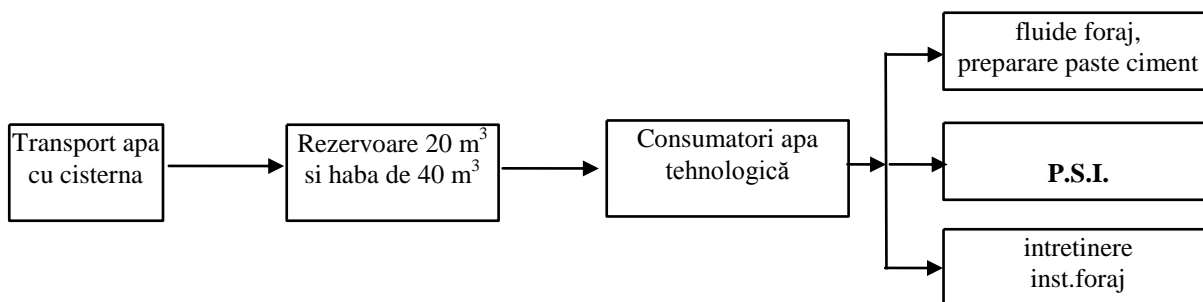 Transport apa
cu cisterna
Rezervoare 20 m³
si haba de 40 m³
Consumatori apa
tehnologică
fluide foraj,
preparare paste ciment
P.S.I.
intretinere
inst.foraj